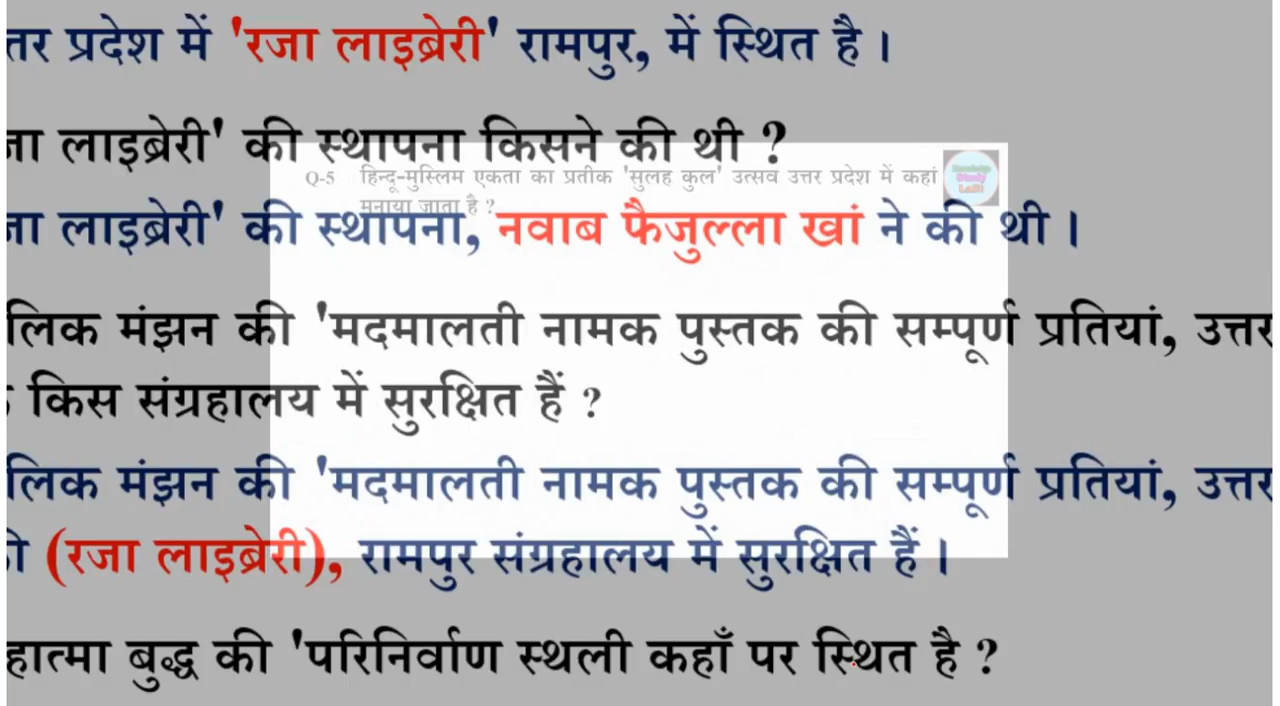 तर प्रदेश में 'रजा लाइब्रेरी' रामपुर, में स्थित है ।
जा लाइब्रेरी' की स्थापना किसने की थी ?
Q-5 हिन्दू-मुस्लिम एकता का प्रतीक 'सुलह कुल' उत्सव उत्तर प्रदेश में कहां
मनाया जाता है ?
Study
जा लाइब्रेरी' की स्थापना, नवाब फैजुल्ला खां ने की थी ।
लिक मंझन की 'मदमालती नामक पुस्तक की सम्पूर्ण प्रतियां, उत्तर
किस संग्रहालय में सुरक्षित हैं ?
लिक मंझन की 'मदमालती नामक पुस्तक की सम्पूर्ण प्रतियां, उत्तर
(रजा लाइब्रेरी), रामपुर संग्रहालय में सुरक्षित हैं ।
हात्मा बुद्ध की 'परिनिर्वाण स्थली कहाँ पर स्थित है ?